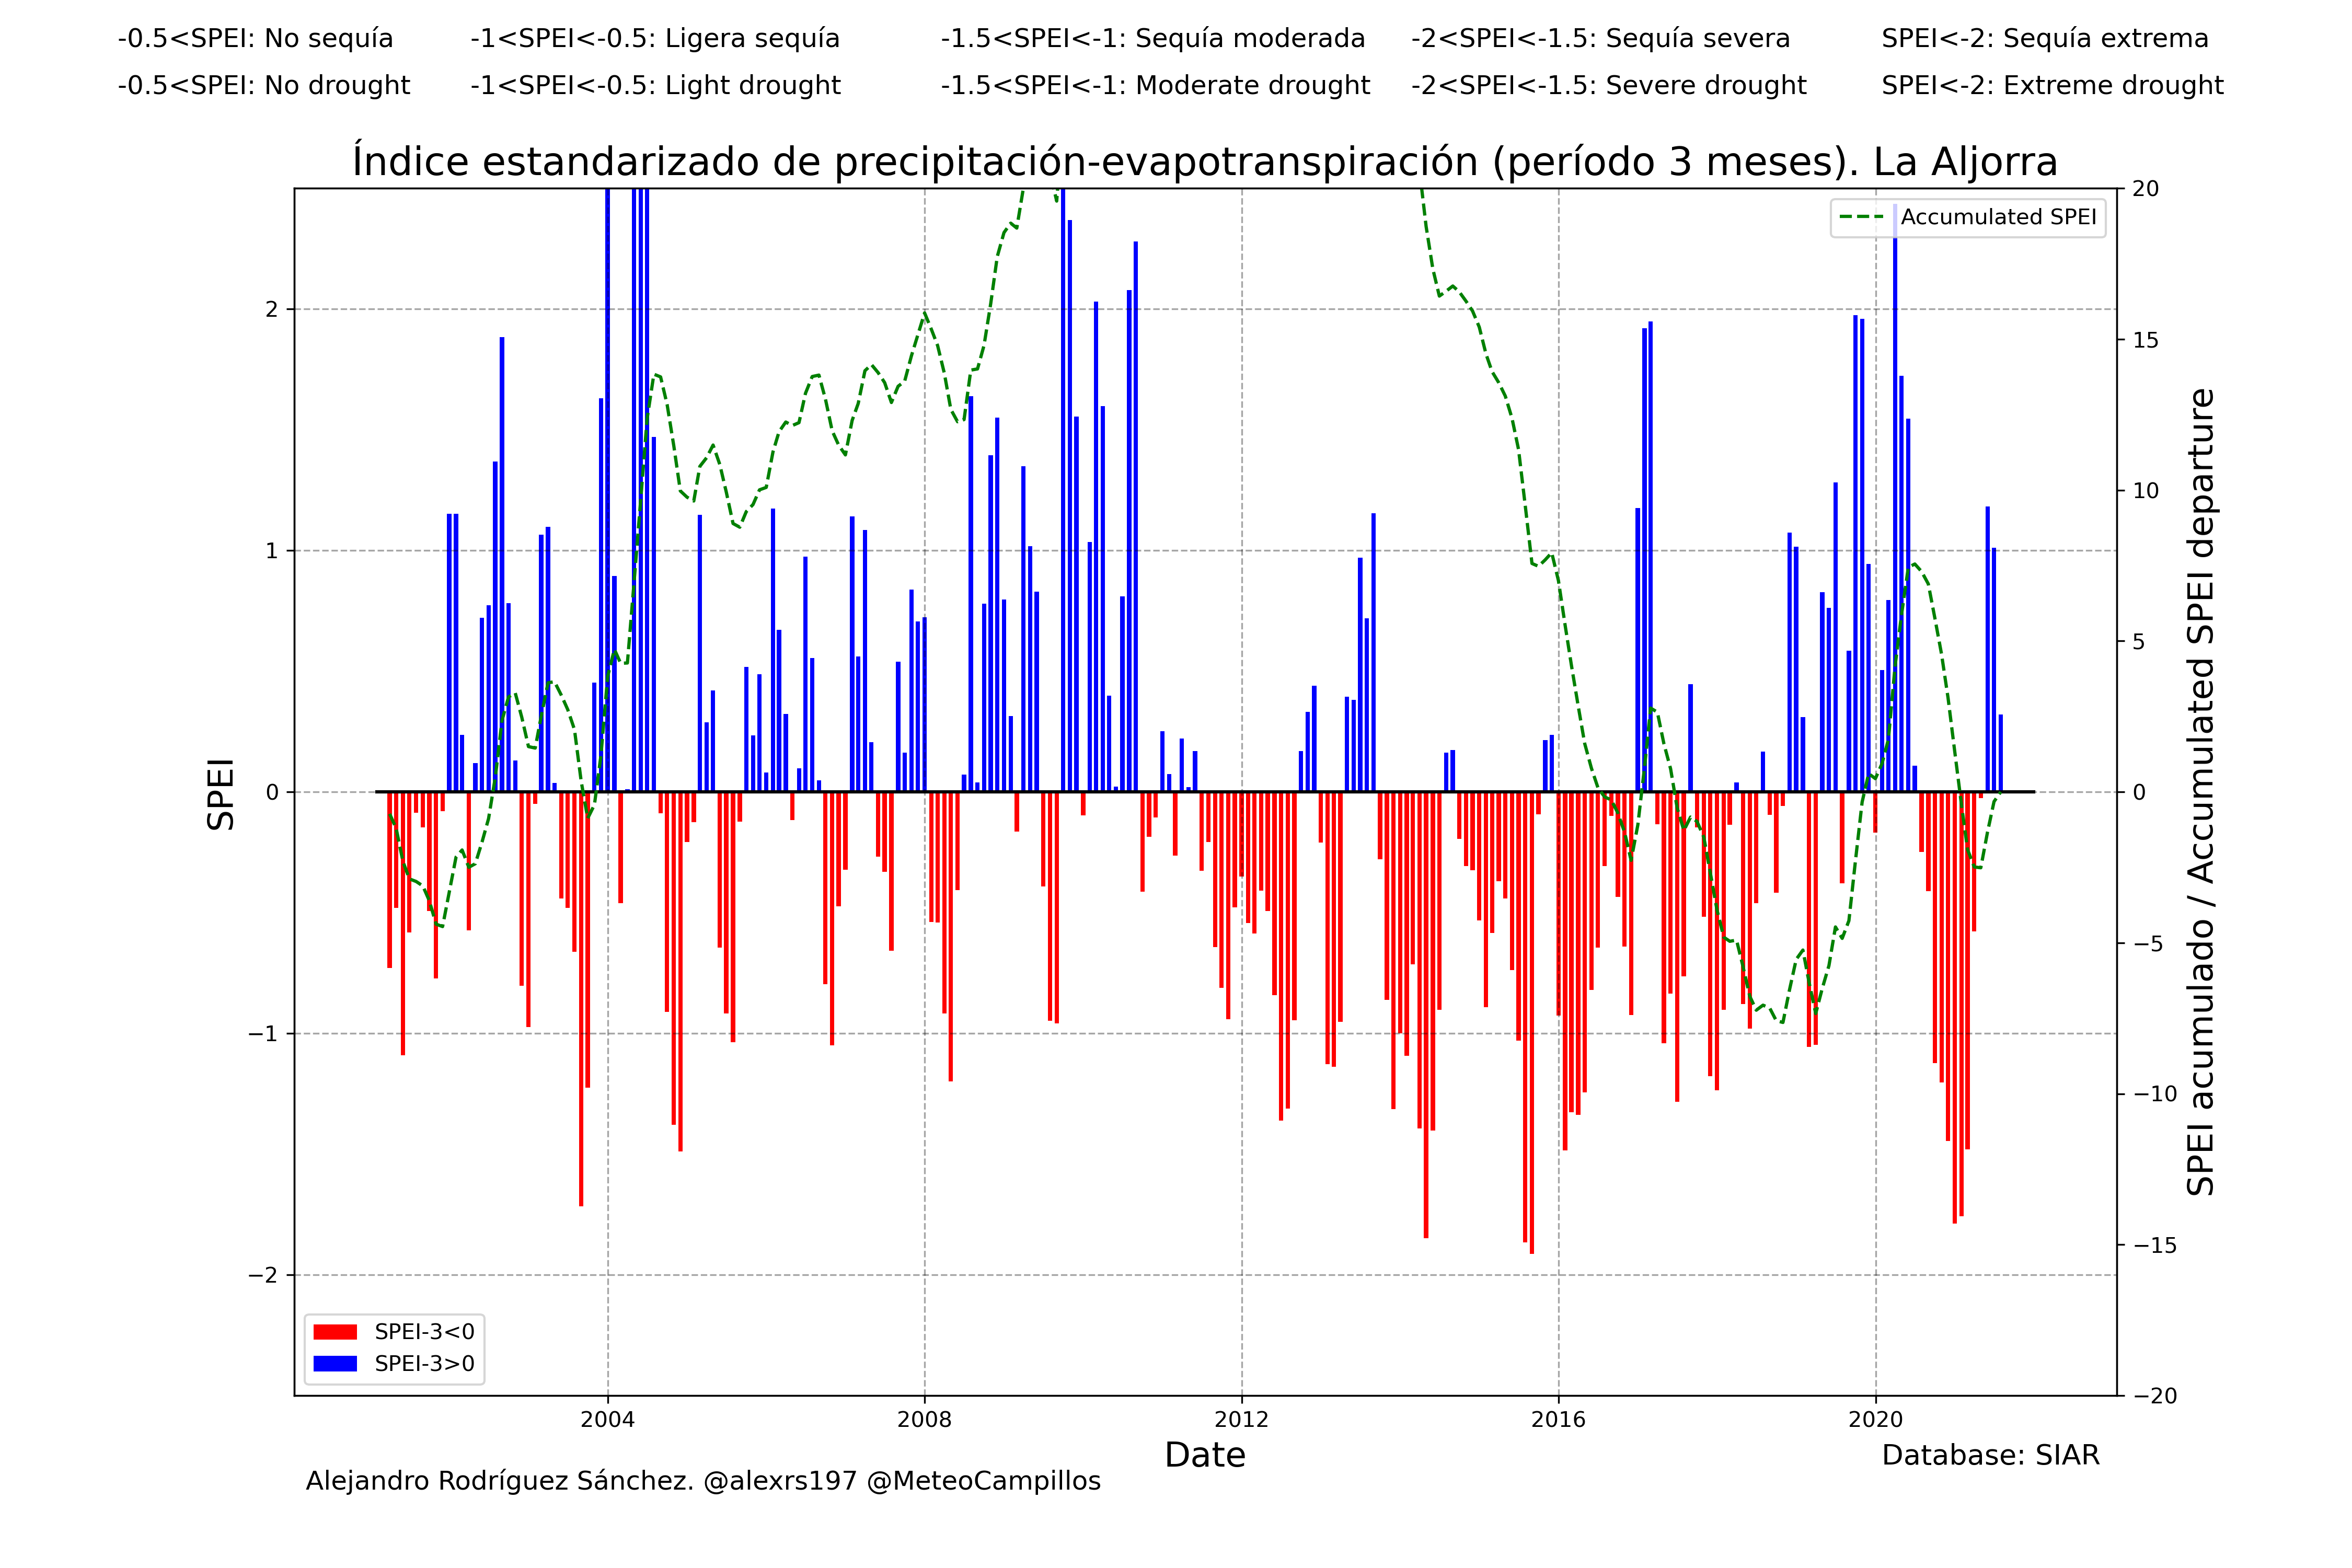 -0.5<SPEI: No sequía -1<SPEI<-0.5: Ligera sequía -1.5<SPEI<-1: Sequía moderada -2<SPEI<-1.5: Sequía severa SPEI<-2: Sequía extrema
-0.5<SPEI: No drought -1<SPEI<-0.5: Light drought -1.5<SPEI<-1: Moderate drought -2<SPEI<-1.5: Severe drought SPEI<-2: Extreme drought
Índice estandarizado de precipitación-evapotranspiración (período 3 meses). La Aljorra
Accumulated SPEI
SPEI
2
1
0
−1
−2
20
15
10
5
0
−5
−10
−15
−20
SPEI acumulado / Accumulated SPEI departure
SPEI-3<0
SPEI-3>0
2004 2008 2012 2016 2020
Date
Database: SIAR
Alejandro Rodríguez Sánchez. @alexrs197 @MeteoCampillos